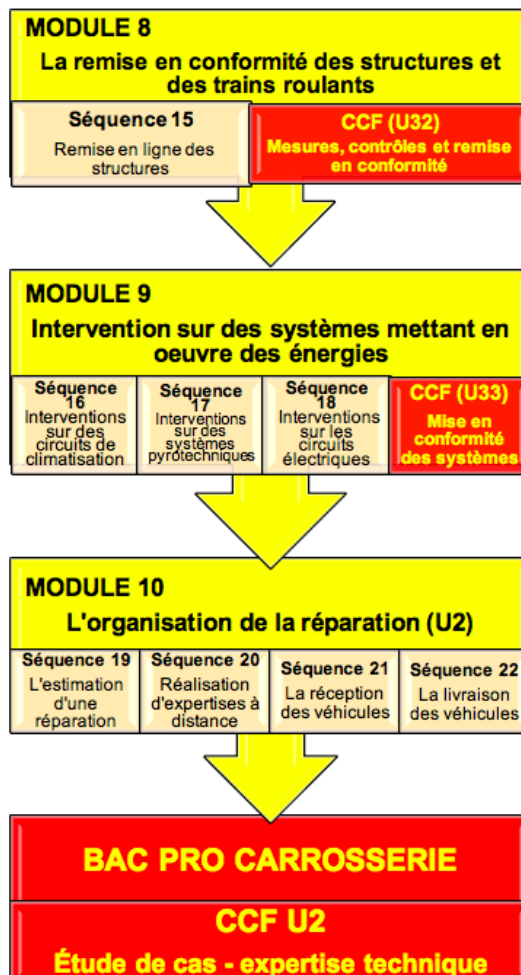 MODULE 8
La remise en conformité des structures et
des trains roulants
Séquence 15
Remise en ligne des
structures
CCF (U32)
Mesures, contrôles et remise
en conformité
MODULE 9
Intervention sur des systèmes mettant en
oeuvre des énergies
Séquence
16
Interventions
sur des
circuits de
climatisation
Séquence
17
Interventions
sur des
systèmes
pyrotechniques
Séquence
18
Interventions
sur les
circuits
électriques
CCF (U33)
Mise en
conformité
des systèmes
MODULE 10
L'organisation de la réparation (U2)
Séquence 19
L'estimation
d'une
réparation
Séquence 20
Réalisation
d'expertises à
distance
Séquence 21
La réception
des véhicules
Séquence 22
La livraison
des véhicules
BAC PRO CARROSSERIE
CCF U2
Étude de cas - expertise technique